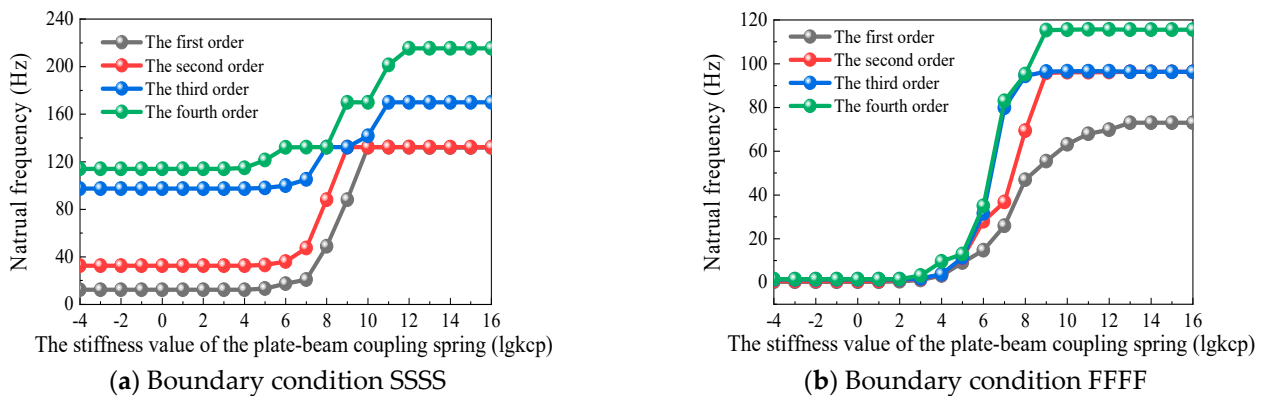 240
200
160
120
80
40
0
Natrual frequency (Hz)
The first order
The second order
The third order
The fourth order
-4 -2 0 2 4 6 8 10 12 14 16
The stiffness value of the plate-beam coupling spring (lgkcp)
(a) Boundary condition SSSS
120
100
80
60
40
20
0
Natrual frequency (Hz)
The first order
The second order
The third order
The fourth order
-4 -2 0 2 4 6 8 10 12 14 16
The stiffness value of the plate-beam coupling spring (lgkcp)
(b) Boundary condition FFFF